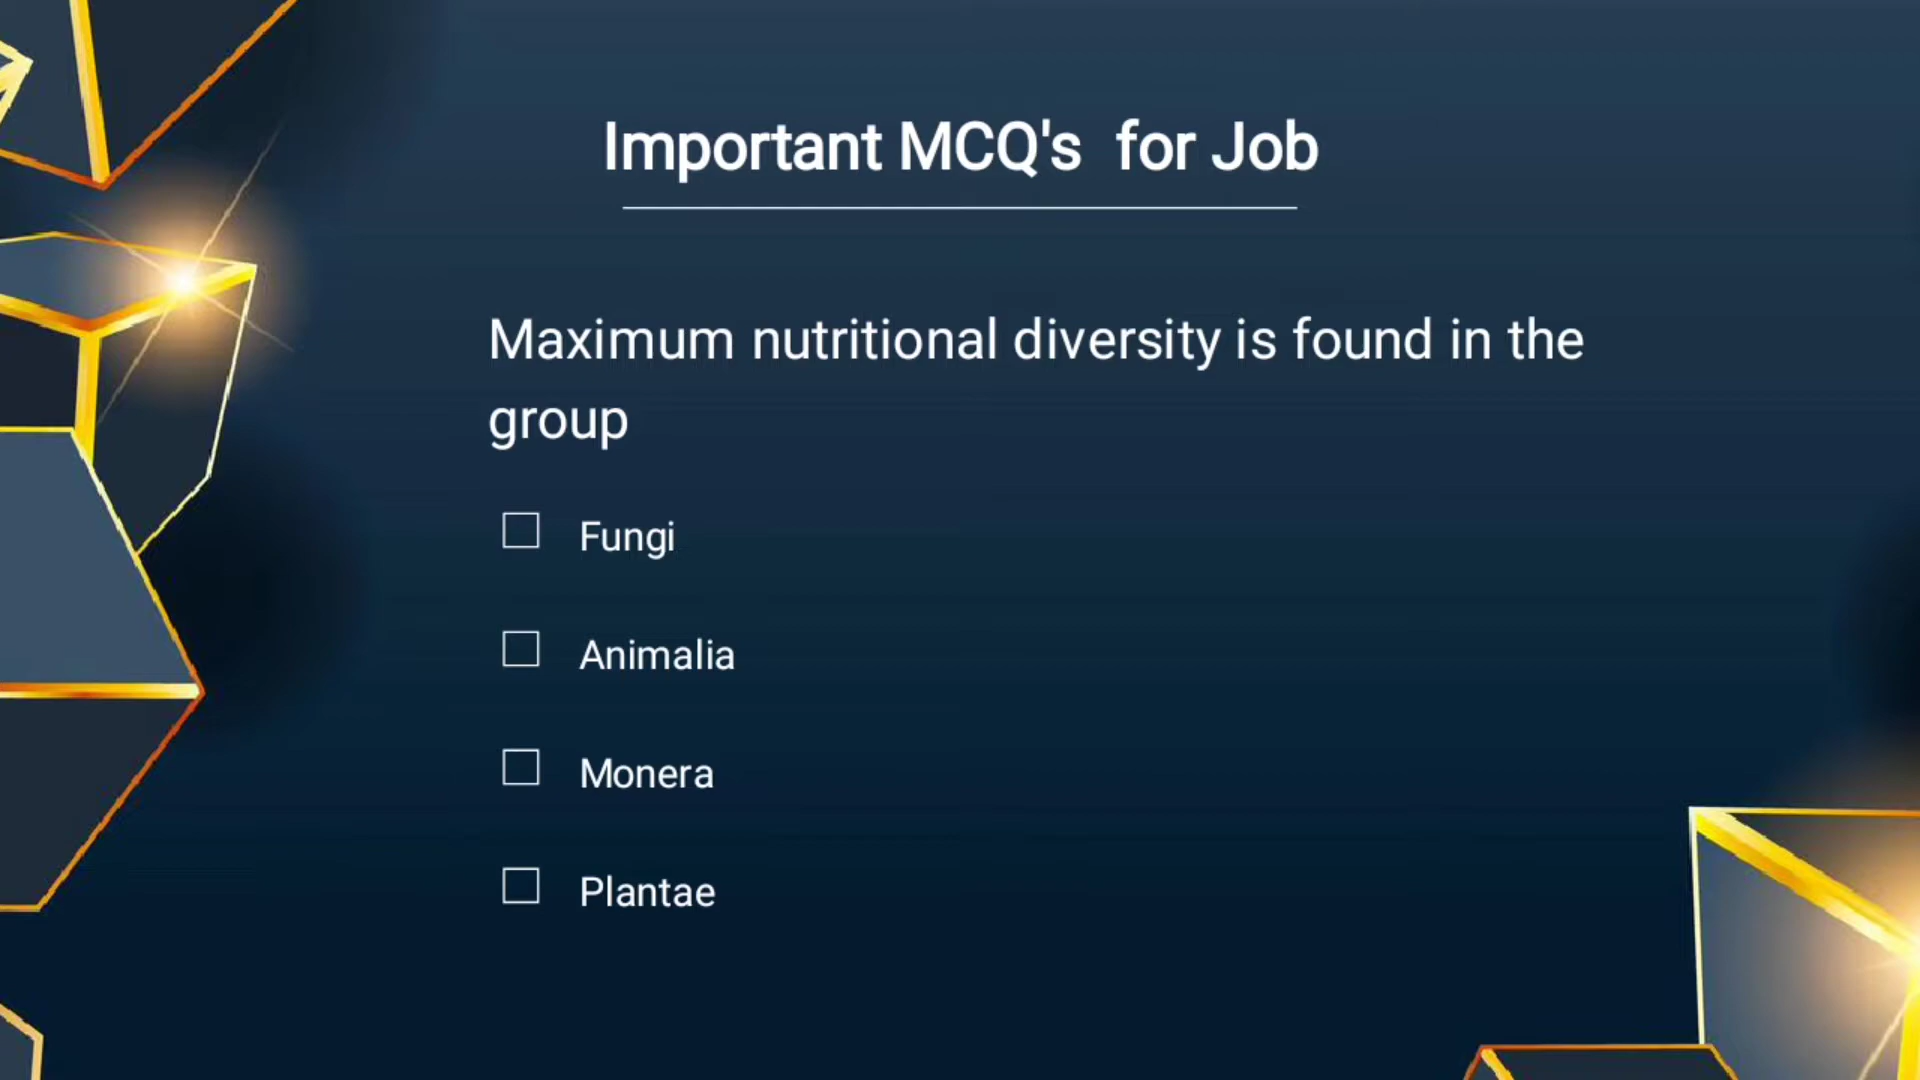 Important MCQ's  for Job
Maximum nutritional diversity is found in the
group
Fungi
Animalia
Monera
Plantae